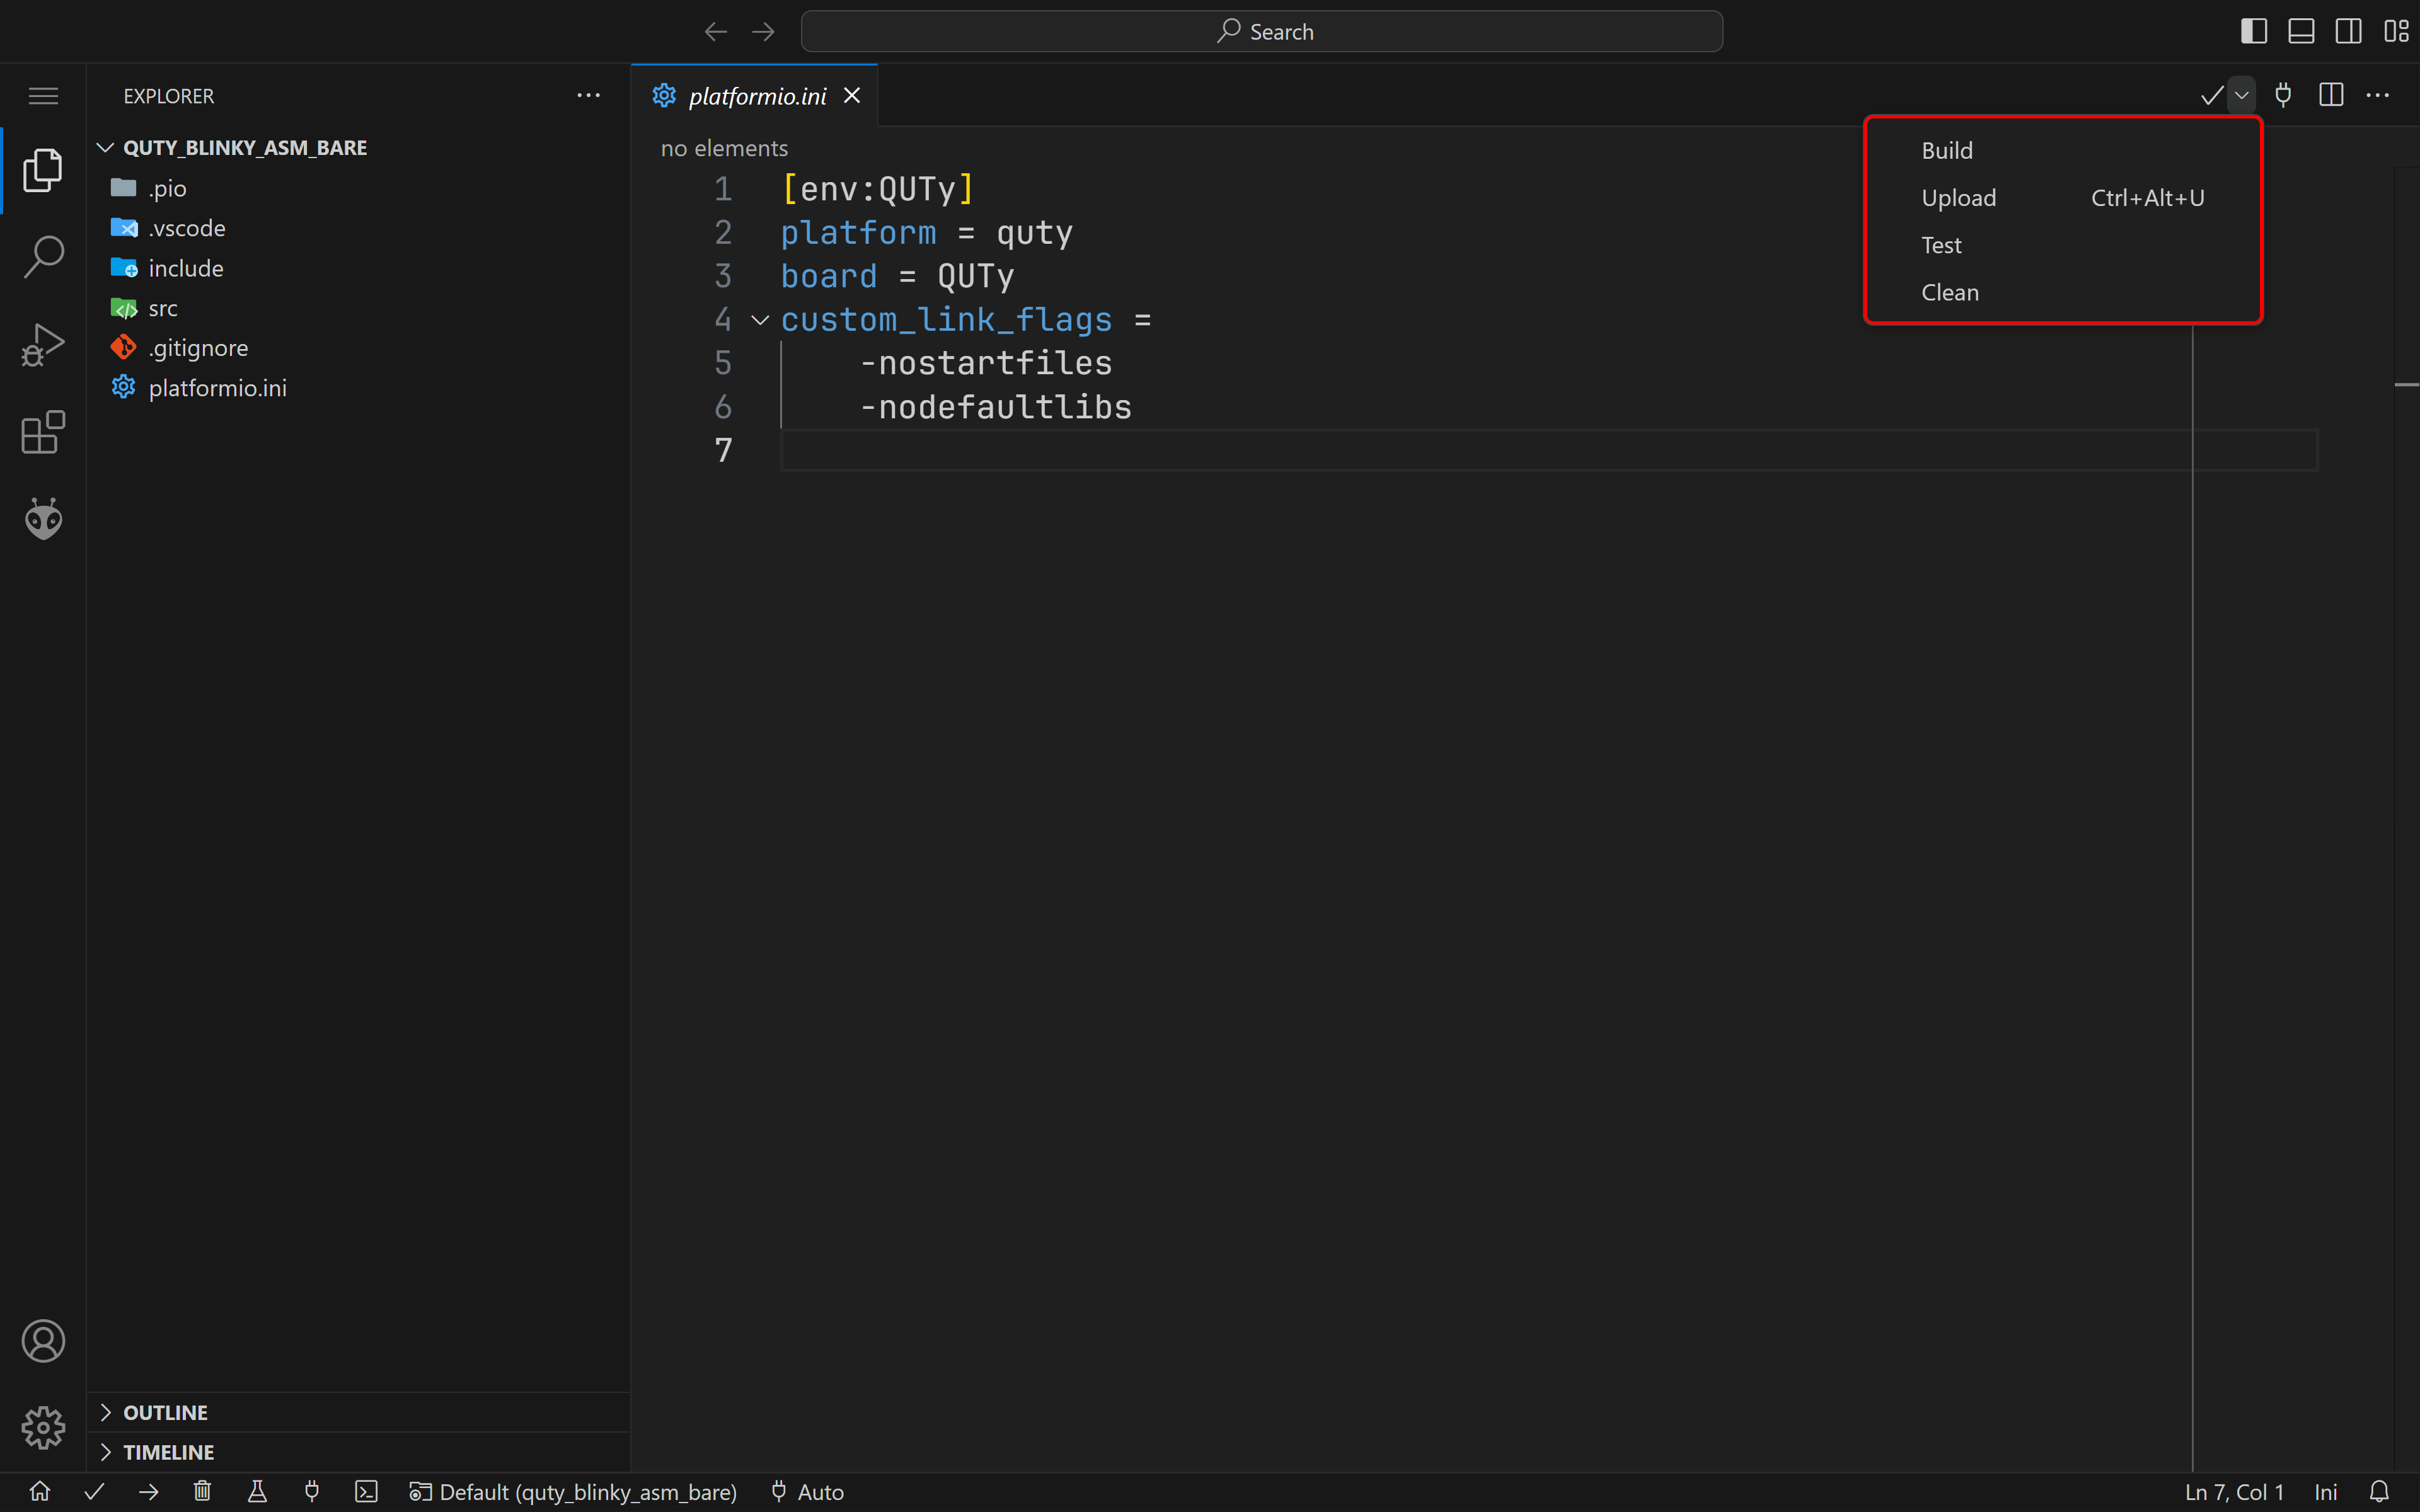 Search
EXPLORER
QUTY_BLINKY_ASM_BARE
.pio
.vscode
include
src
.gitignore
platformio.ini
OUTLINE
TIMELINE
platformio.ini
no elements
1 [env:QUTy]
2 platform = quty
3 board = QUTy
4 custom_link_flags =
5 -nostartfiles
6 -nodefaultlibs
7
Build
Upload Ctrl+Alt+U
Test
Clean
Default (quty_blinky_asm_bare) Auto Ln 7, Col 1 Ini